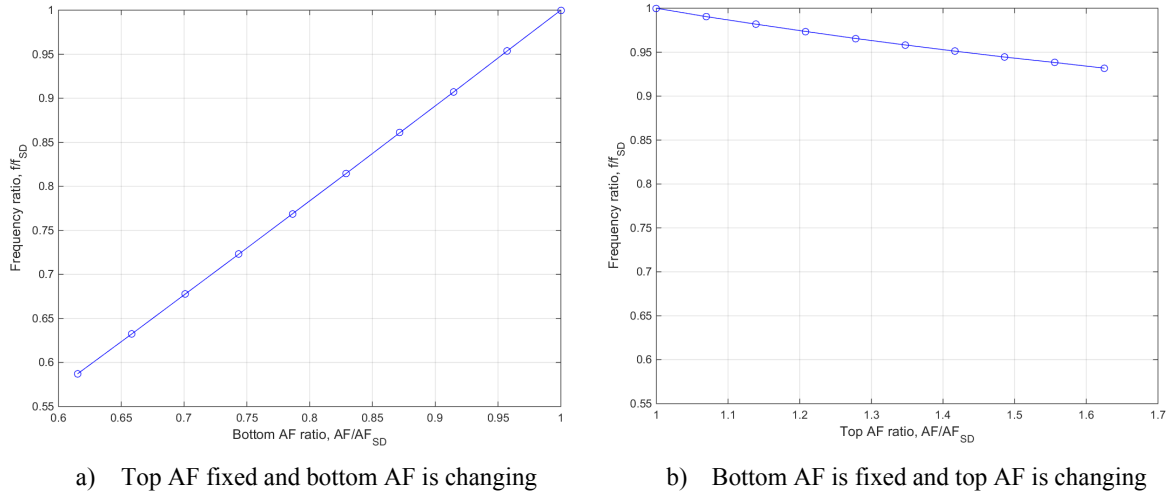 1
0.95
0.9
0.85
0.8
0.75
0.7
0.65
0.6
0.55
Frequency ratio, f/f_SD
0.6 0.65 0.7 0.75 0.8 0.85 0.9 0.95 1
Bottom AF ratio, AF/AF_SD
a) Top AF fixed and bottom AF is changing
1
0.95
0.9
0.85
0.8
0.75
0.7
0.65
0.6
0.55
Frequency ratio, f/f_SD
1 1.1 1.2 1.3 1.4 1.5 1.6 1.7
Top AF ratio, AF/AF_SD
b) Bottom AF is fixed and top AF is changing